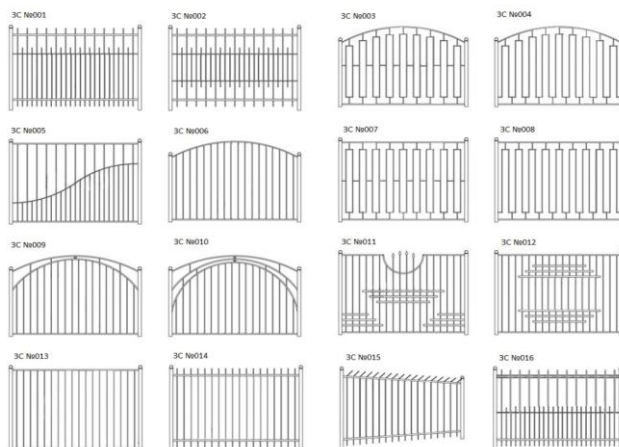 ЗС №001
ЗС №002
ЗС №003
ЗС №004
ЗС №005
ЗС №006
ЗС №007
ЗС №008
ЗС №009
ЗС №010
ЗС №011
ЗС №012
ЗС №013
ЗС №014
ЗС №015
ЗС №016